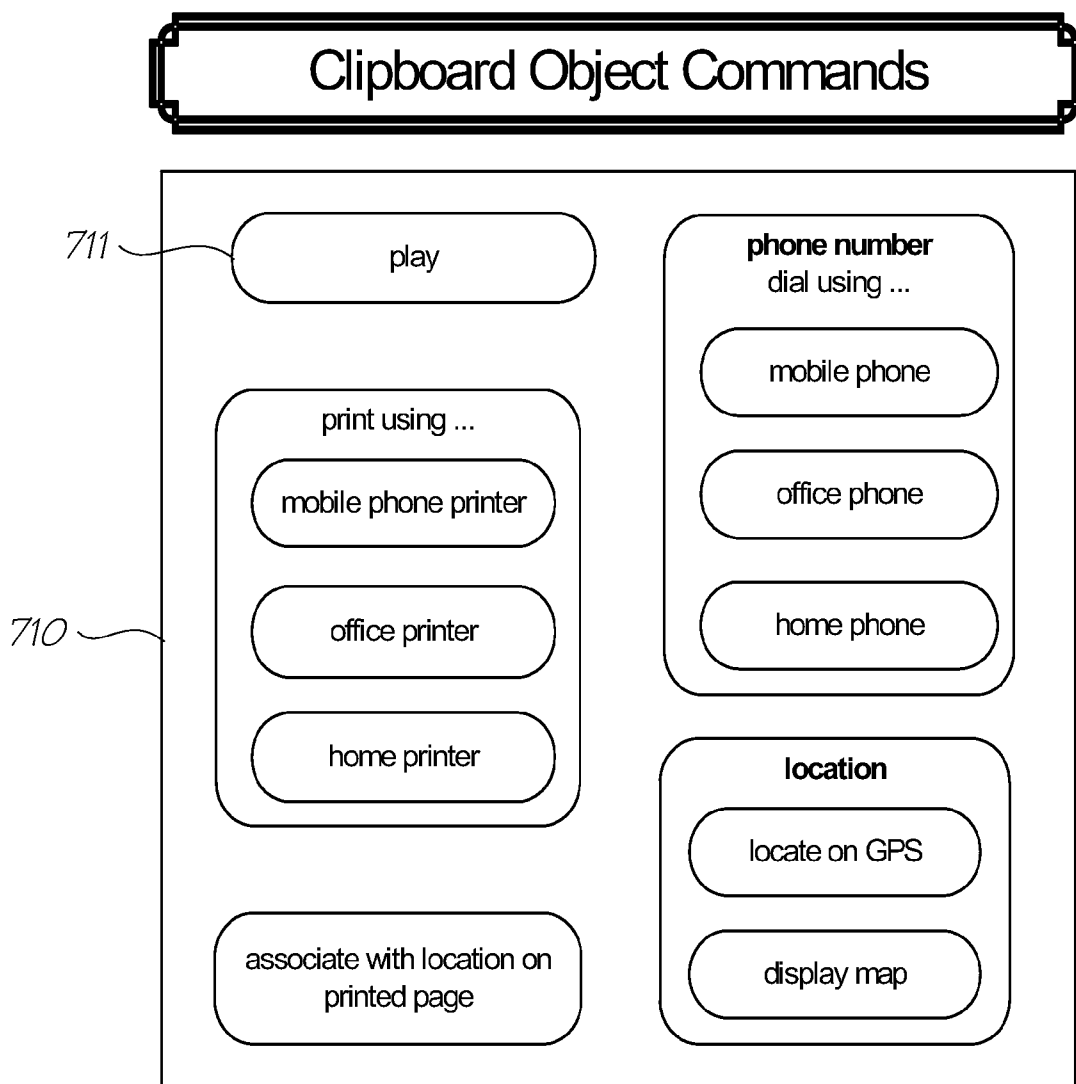 Clipboard Object Commands
711
play
print using ...
mobile phone printer
office printer
home printer
710
associate with location on
printed page
phone number
dial using ...
mobile phone
office phone
home phone
location
locate on GPS
display map